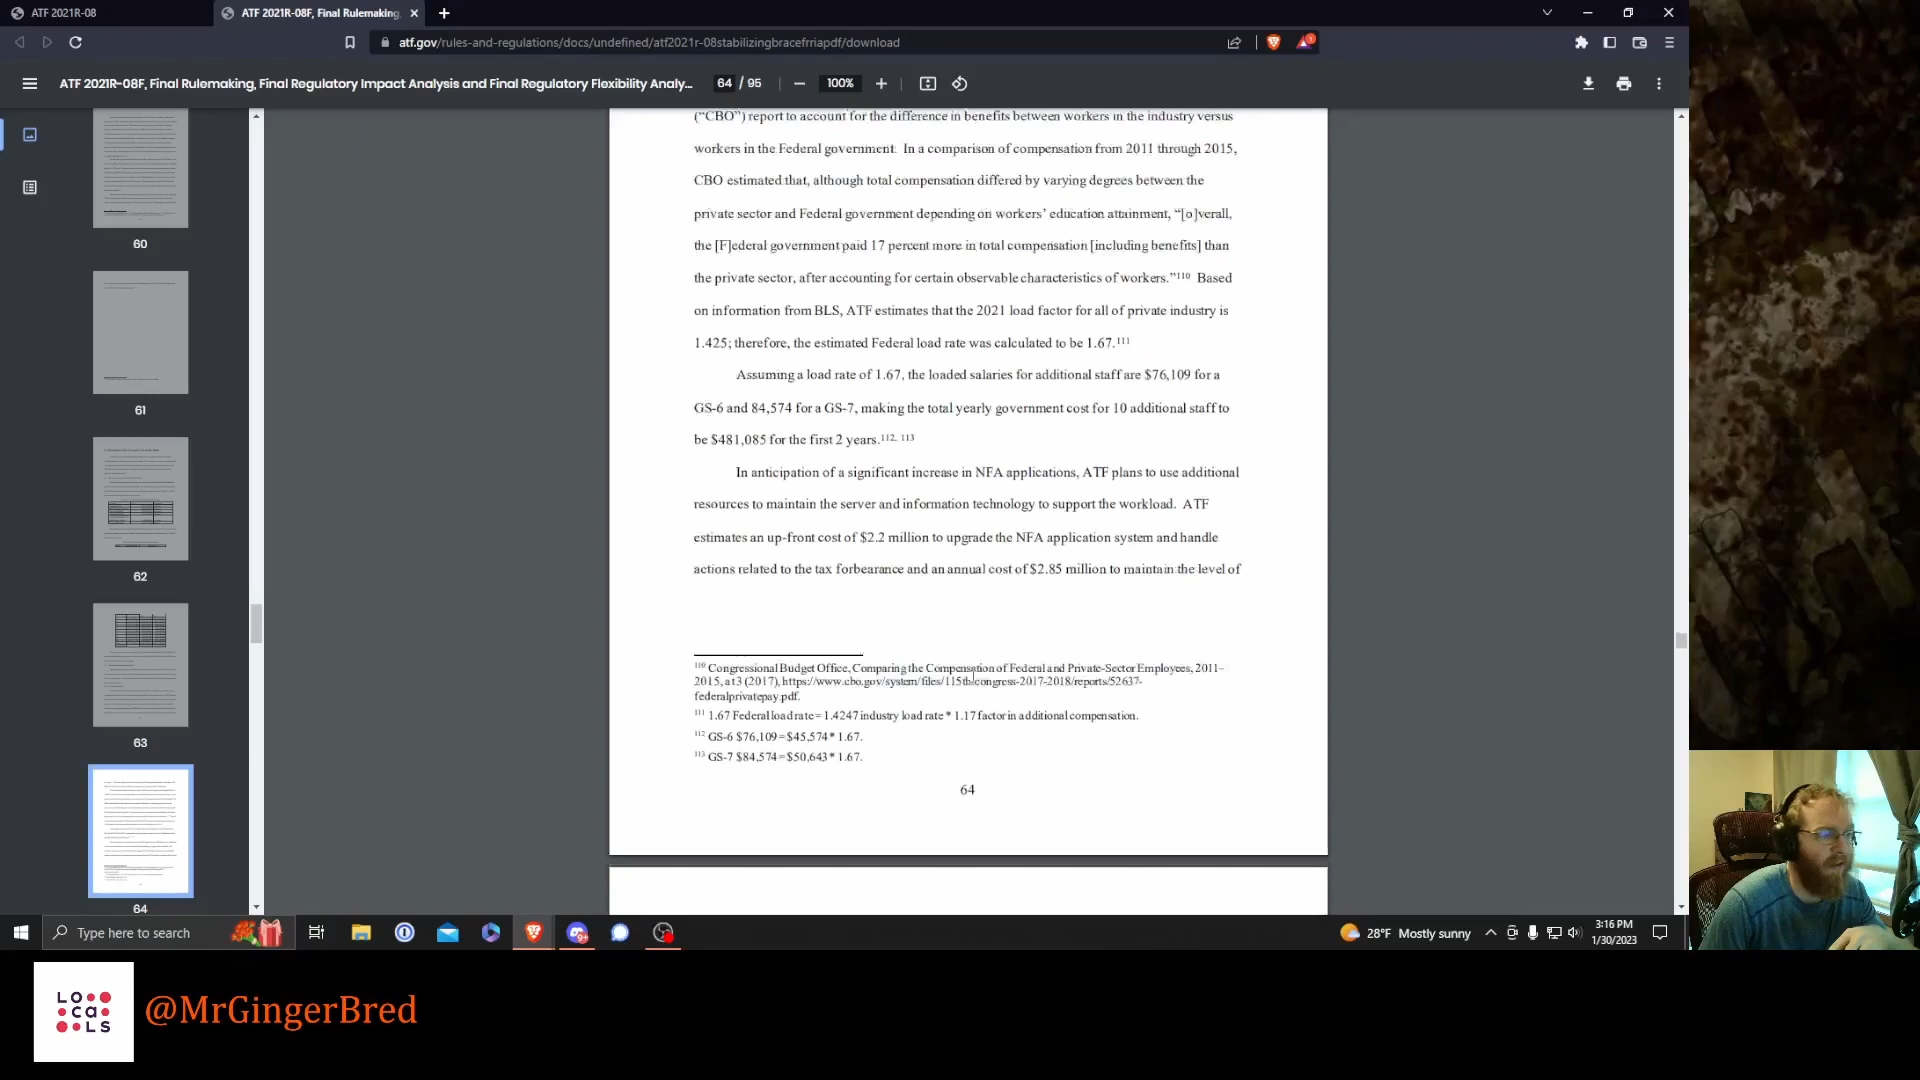 ATF 2021R-08
ATF 2021R-08F, Final Rulemaking,
atf.gov/rules-and-regulations/docs/undefined/atf2021r-08stabilizingbracefrriapdf/download
ATF 2021R-08F, Final Rulemaking, Final Regulatory Impact Analysis and Final Regulatory Flexibility Analy...
64 / 95
100%
60
61
62
63
64
(“CBO”) report to account for the difference in benefits between workers in the industry versus
workers in the Federal government. In a comparison of compensation from 2011 through 2015,
CBO estimated that, although total compensation differed by varying degrees between the
private sector and Federal government depending on workers’ education attainment, “[o]verall,
the [F]ederal government paid 17 percent more in total compensation [including benefits] than
the private sector, after accounting for certain observable characteristics of workers.”110 Based
on information from BLS, ATF estimates that the 2021 load factor for all of private industry is
1.425; therefore, the estimated Federal load rate was calculated to be 1.67.111
Assuming a load rate of 1.67, the loaded salaries for additional staff are $76,109 for a
GS-6 and 84,574 for a GS-7, making the total yearly government cost for 10 additional staff to
be $481,085 for the first 2 years.112, 113
In anticipation of a significant increase in NFA applications, ATF plans to use additional
resources to maintain the server and information technology to support the workload. ATF
estimates an up-front cost of $2.2 million to upgrade the NFA application system and handle
actions related to the tax forbearance and an annual cost of $2.85 million to maintain the level of
110 Congressional Budget Office, Comparing the Compensation of Federal and Private-Sector Employees, 2011–
2015, at 3 (2017), https://www.cbo.gov/system/files/115th-congress-2017-2018/reports/52637-
federalprivatepay.pdf.
111 1.67 Federal load rate = 1.4247 industry load rate * 1.17 factor in additional compensation.
112 GS-6 $76,109 = $45,574 * 1.67.
113 GS-7 $84,574 = $50,643 * 1.67.
64
Type here to search
28°F Mostly sunny
3:16 PM
1/30/2023
LO
ca
LS
@MrGingerBred